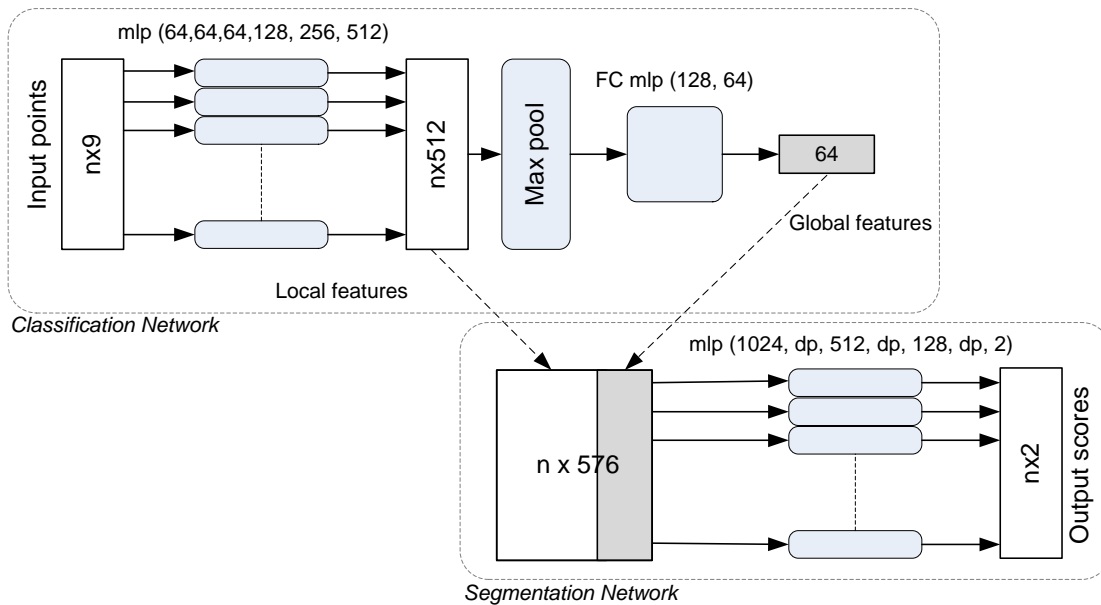 mlp (64,64,64,128, 256, 512)
Input points
nx9
nx512
Max pool
FC mlp (128, 64)
64
Global features
Local features
Classification Network
mlp (1024, dp, 512, dp, 128, dp, 2)
n x 576
nx2
Output scores
Segmentation Network